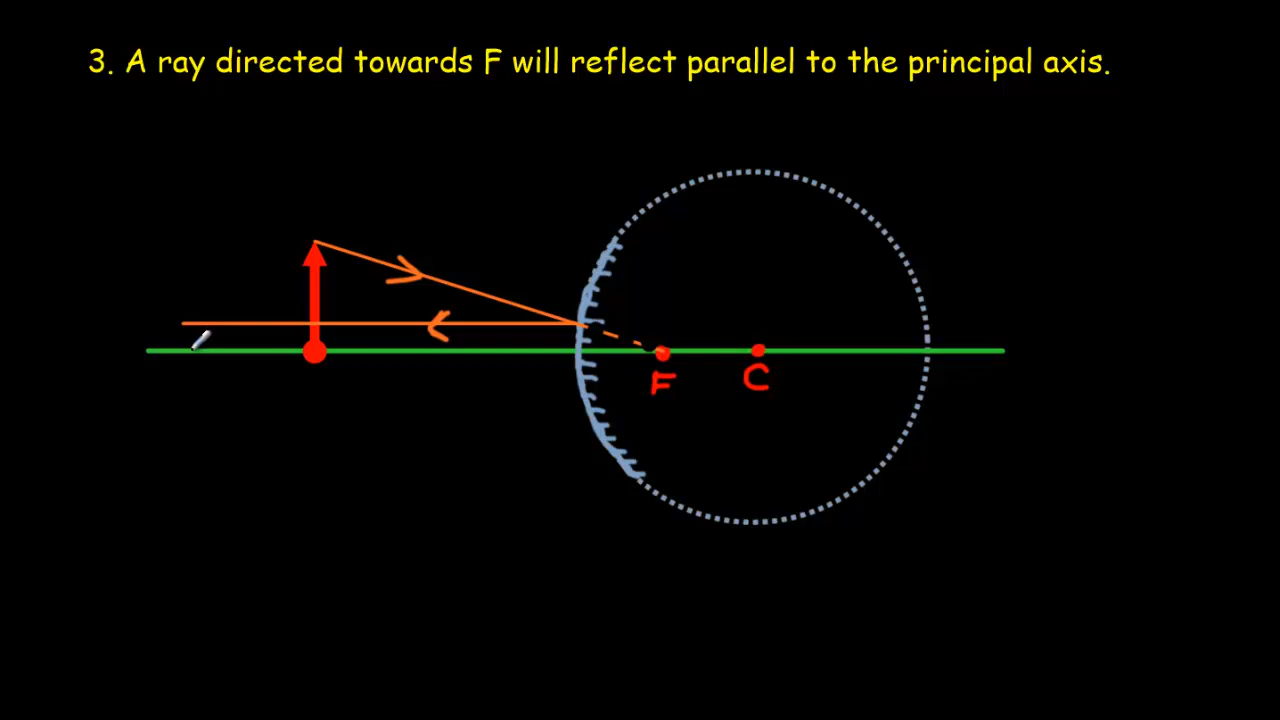 3. A ray directed towards F will reflect parallel to the principal axis.
F
C